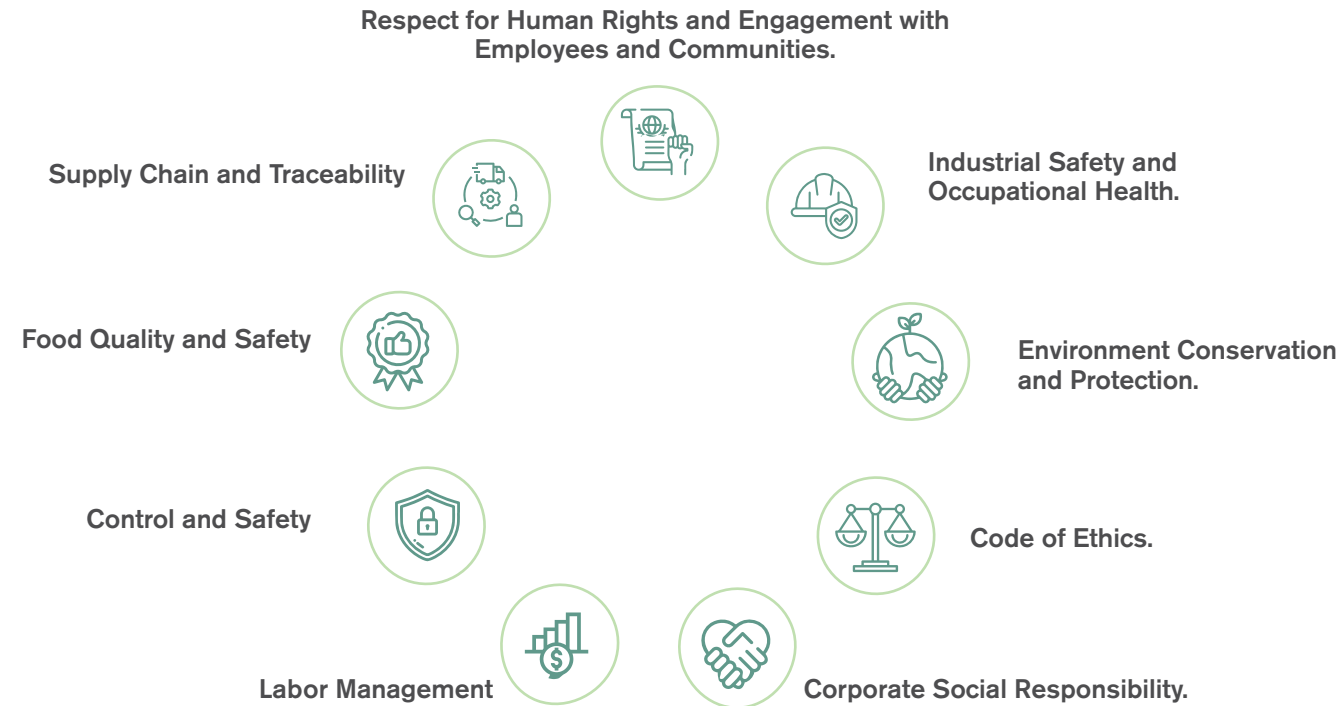 Respect for Human Rights and Engagement with
Employees and Communities.
Supply Chain and Traceability
Industrial Safety and
Occupational Health.
Food Quality and Safety
Environment Conservation
and Protection.
Control and Safety
Code of Ethics.
$
Labor Management
Corporate Social Responsibility.